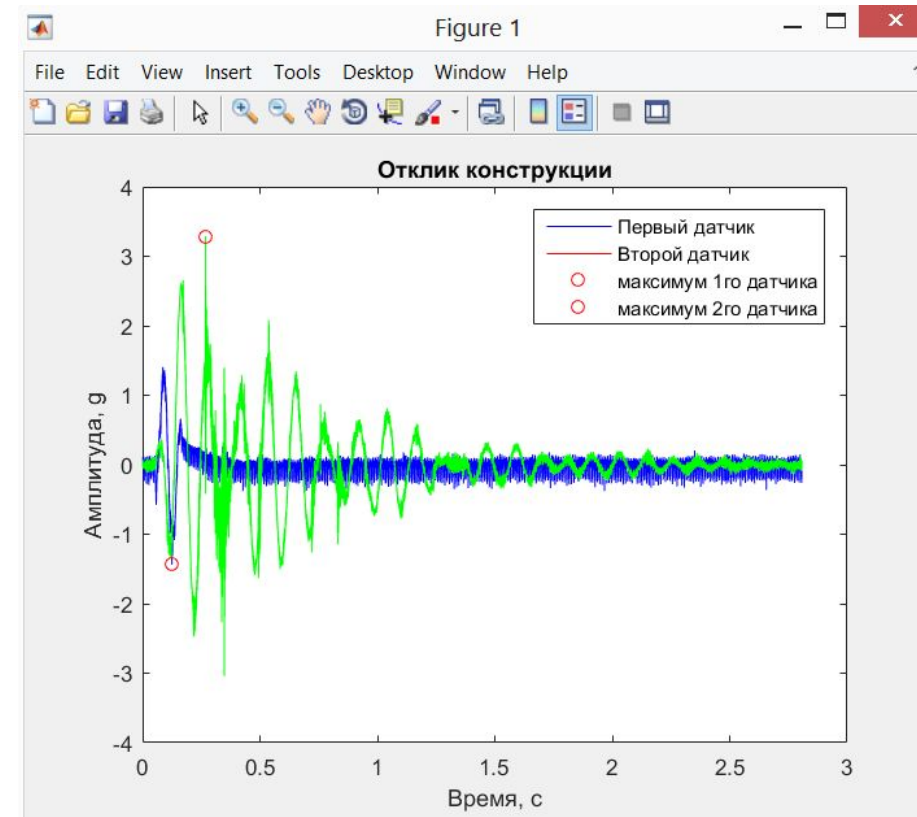 Figure 1
File Edit View Insert Tools Desktop Window Help
Отклик конструкции
Первый датчик
Второй датчик
максимум 1го датчика
максимум 2го датчика
Амплитуда, g
4
3
2
1
0
-1
-2
-3
-4
0 0.5 1 1.5 2 2.5 3
Время, с